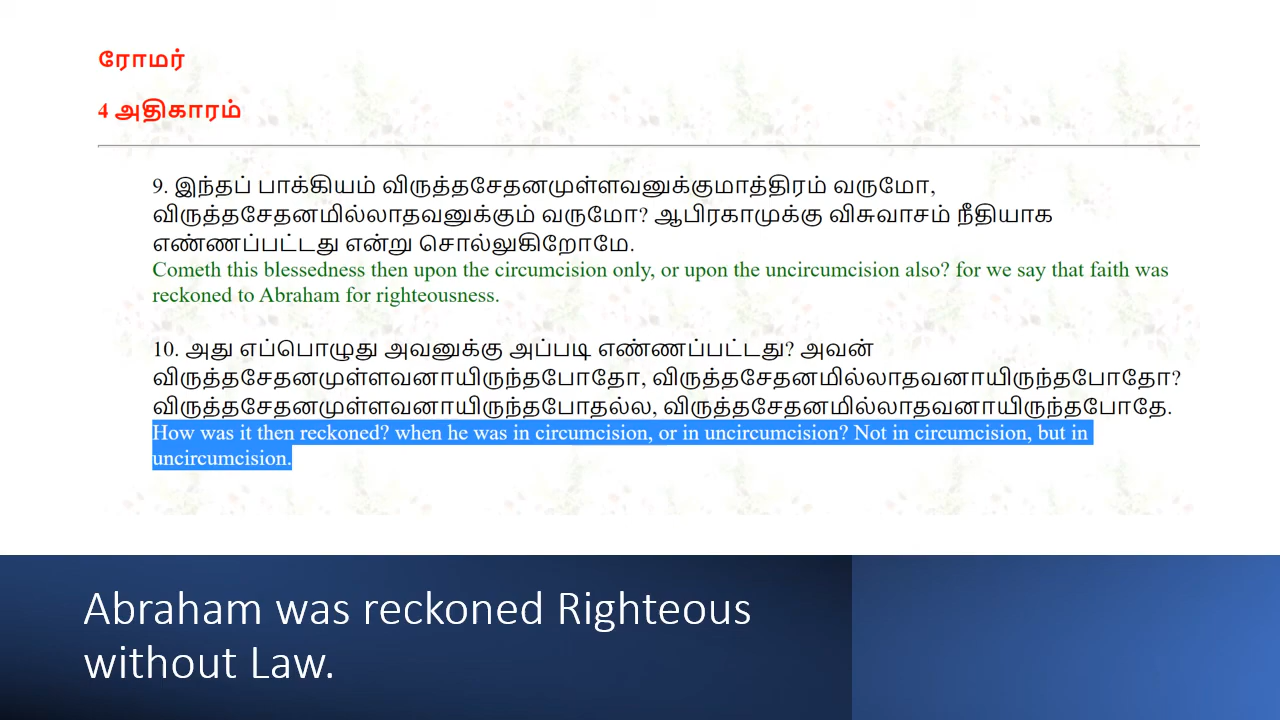 ரோமர்
4 அதிகாரம்
9. இந்தப் பாக்கியம் விருத்தசேதனமுள்ளவனுக்குமாத்திரம் வருமோ,
விருத்தசேதனமில்லாதவனுக்கும் வருமோ? ஆபிரகாமுக்கு விசுவாசம் நீதியாக
எண்ணப்பட்டது என்று சொல்லுகிறோமே.
Cometh this blessedness then upon the circumcision only, or upon the uncircumcision also? for we say that faith was
reckoned to Abraham for righteousness.
10. அது எப்பொழுது அவனுக்கு அப்படி எண்ணப்பட்டது? அவன்
விருத்தசேதனமுள்ளவனாயிருந்தபோதோ, விருத்தசேதனமில்லாதவனாயிருந்தபோதோ?
விருத்தசேதனமுள்ளவனாயிருந்தபோதல்ல, விருத்தசேதனமில்லாதவனாயிருந்தபோதே.
How was it then reckoned? when he was in circumcision, or in uncircumcision? Not in circumcision, but in
uncircumcision.
Abraham was reckoned Righteous
without Law.